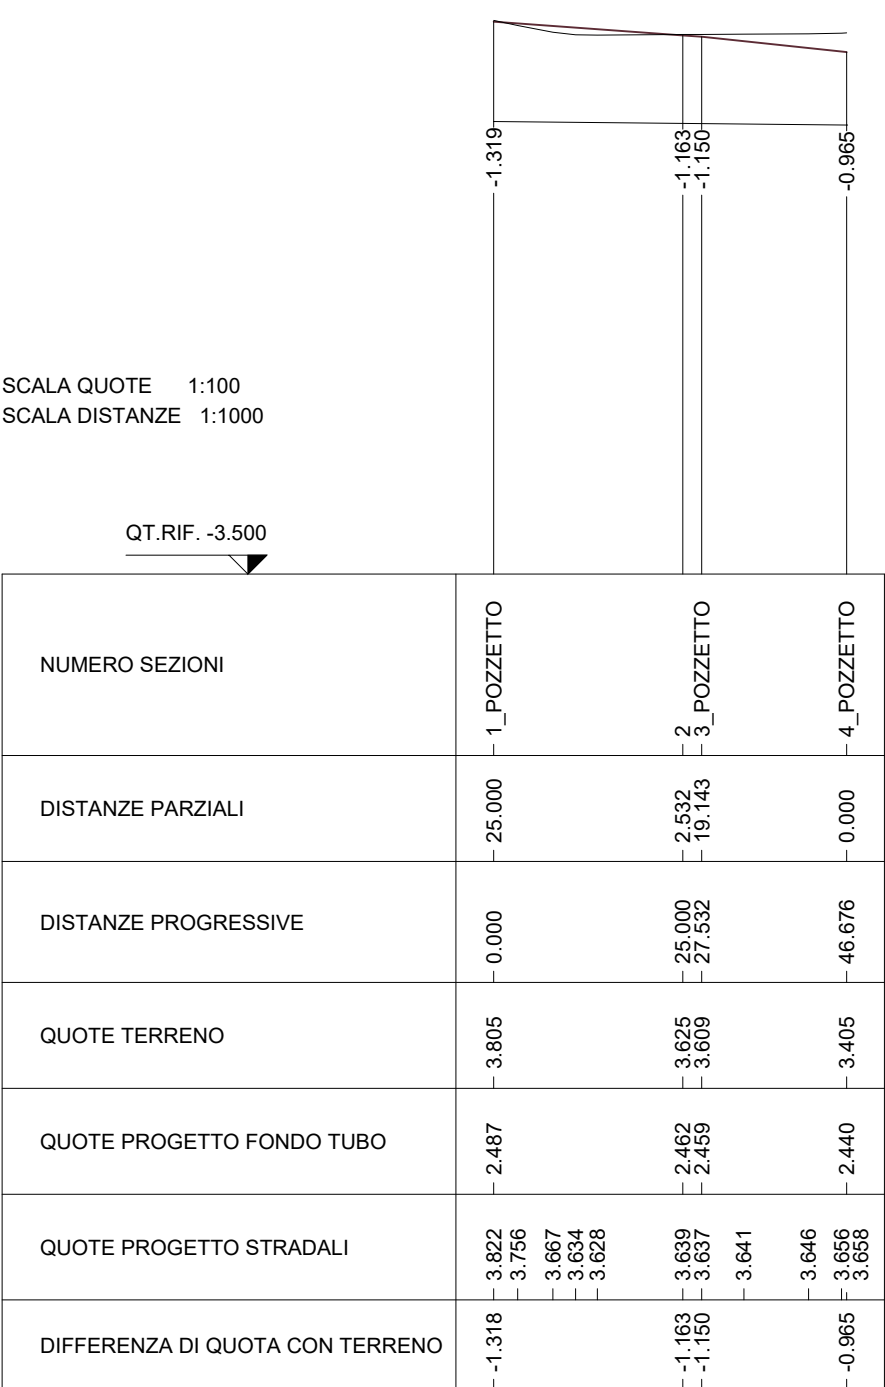 -1.319
-1.163
-1.150
-0.965
SCALA QUOTE 1:100
SCALA DISTANZE 1:1000
QT.RIF. -3.500
NUMERO SEZIONI
1_POZZETTO
2
3_POZZETTO
4_POZZETTO
DISTANZE PARZIALI
25.000
2.532
19.143
0.000
DISTANZE PROGRESSIVE
0.000
25.000
27.532
46.676
QUOTE TERRENO
3.805
3.625
3.609
3.405
QUOTE PROGETTO FONDO TUBO
2.487
2.462
2.459
2.440
QUOTE PROGETTO STRADALI
3.822
3.756
3.667
3.634
3.628
3.639
3.637
3.641
3.646
3.656
3.658
DIFFERENZA DI QUOTA CON TERRENO
-1.318
-1.163
-1.150
-0.965